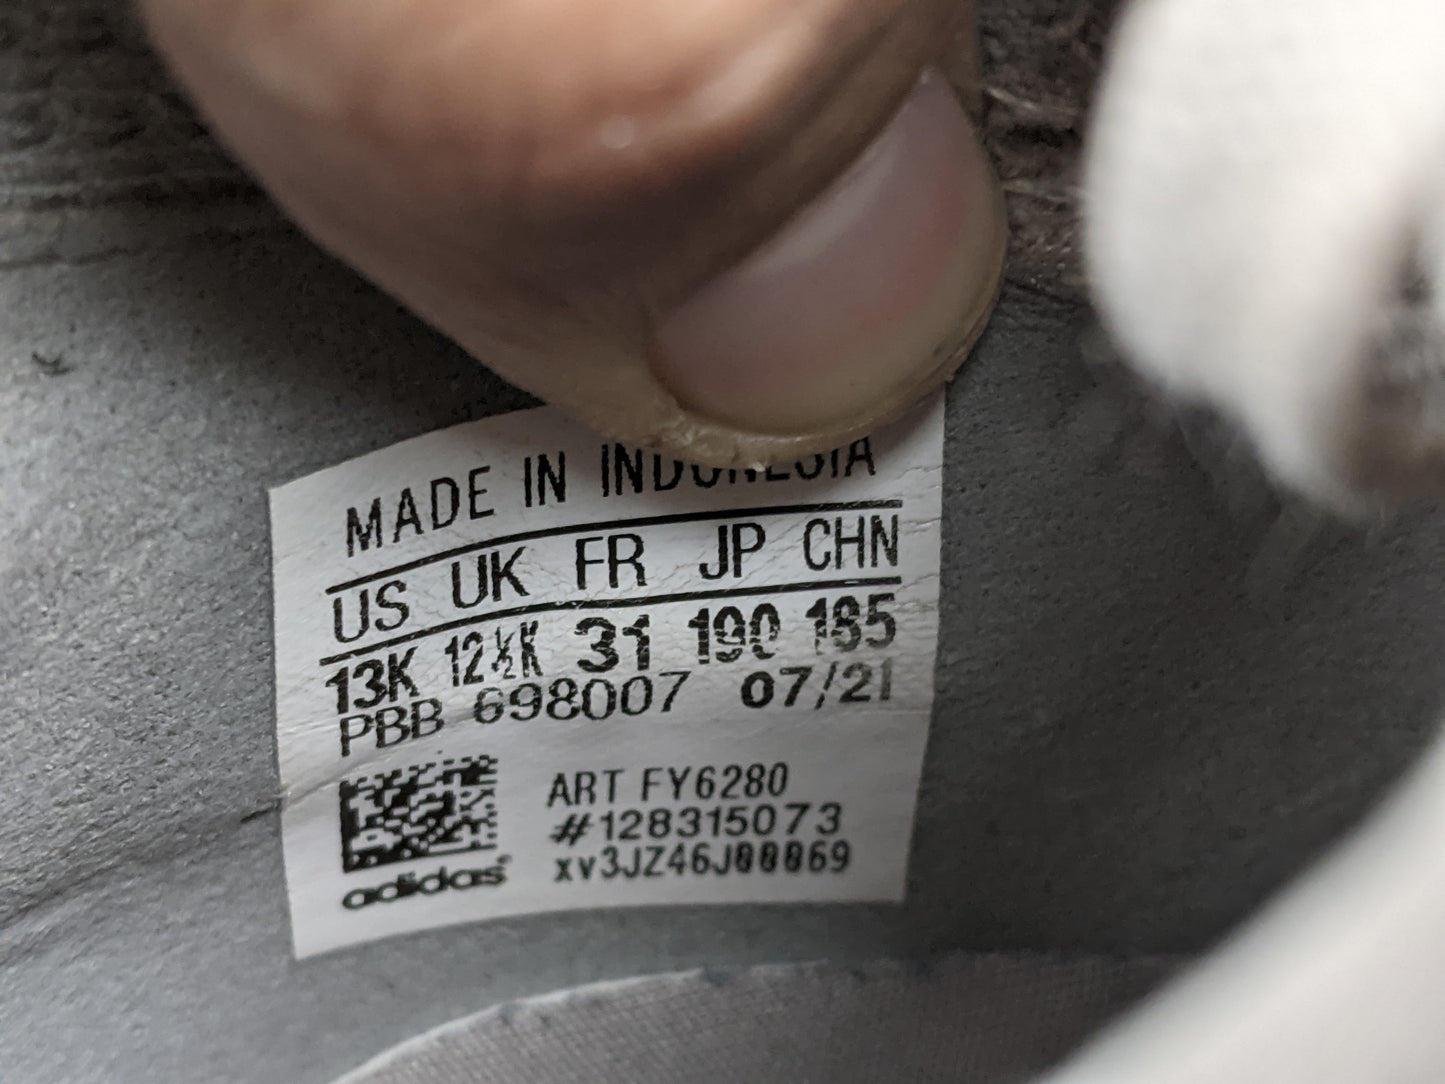 MADE IN INDONESIA
US UK FR JP CHN
13K 12½K 31 190 185
PBB 698007 07/21
ART FY6280
#128315073
xv3JZ46J00069
adidas